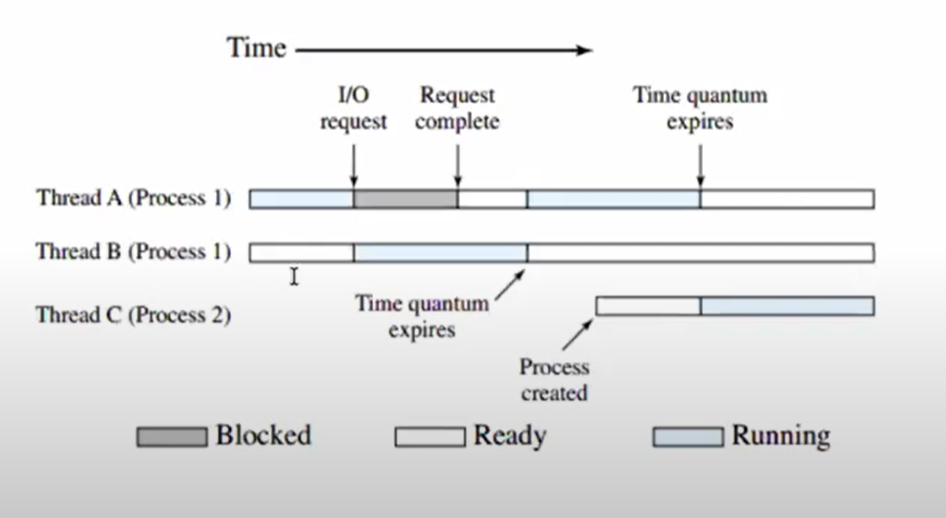 Time
I/O
request
Request
complete
Time quantum
expires
Thread A (Process 1)
Thread B (Process 1)
Time quantum
expires
Thread C (Process 2)
Process
created
Blocked
Ready
Running